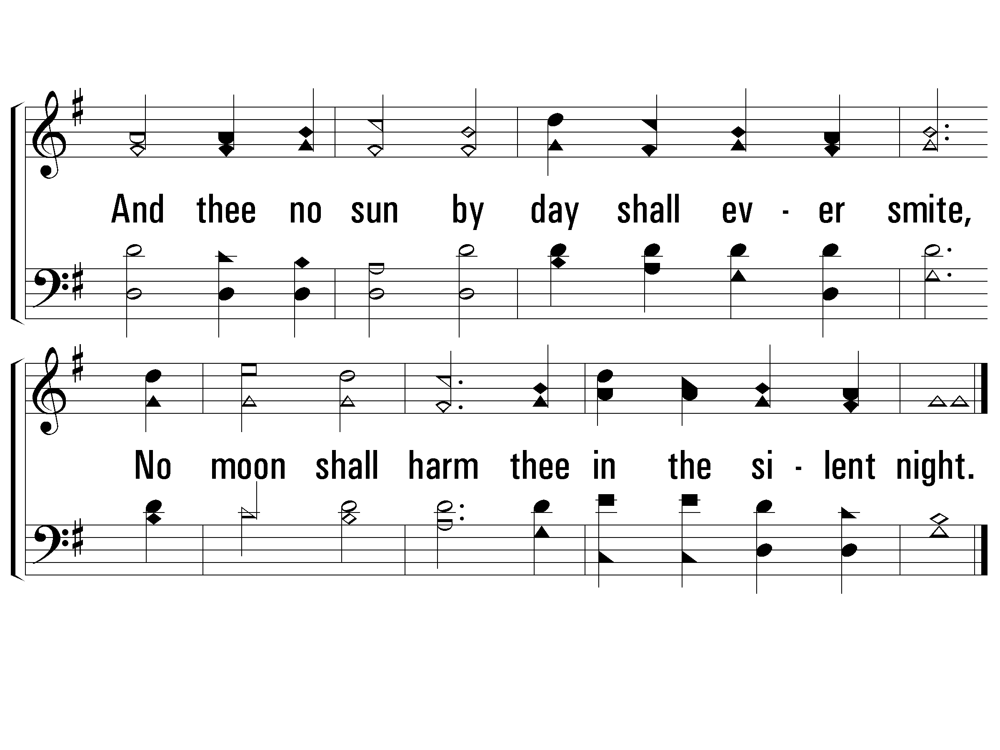 And thee no sun by day shall ev - er smite,
No moon shall harm thee in the si - lent night.